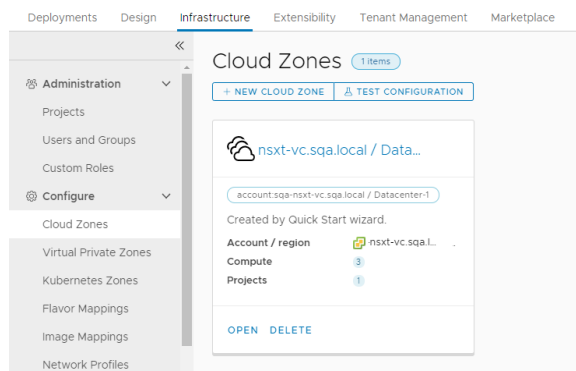 Deployments Design Infrastructure Extensibility Tenant Management Marketplace
«
Administration
Projects
Users and Groups
Custom Roles
Configure
Cloud Zones
Virtual Private Zones
Kubernetes Zones
Flavor Mappings
Image Mappings
Network Profiles
Cloud Zones 1 items
+ NEW CLOUD ZONE TEST CONFIGURATION
nsxt-vc.sqa.local / Data...
account:sqa-nsxt-vc.sqa.local / Datacenter-1
Created by Quick Start wizard.
Account / region -nsxt-vc.sqa.l...
Compute 3
Projects 1
OPEN DELETE